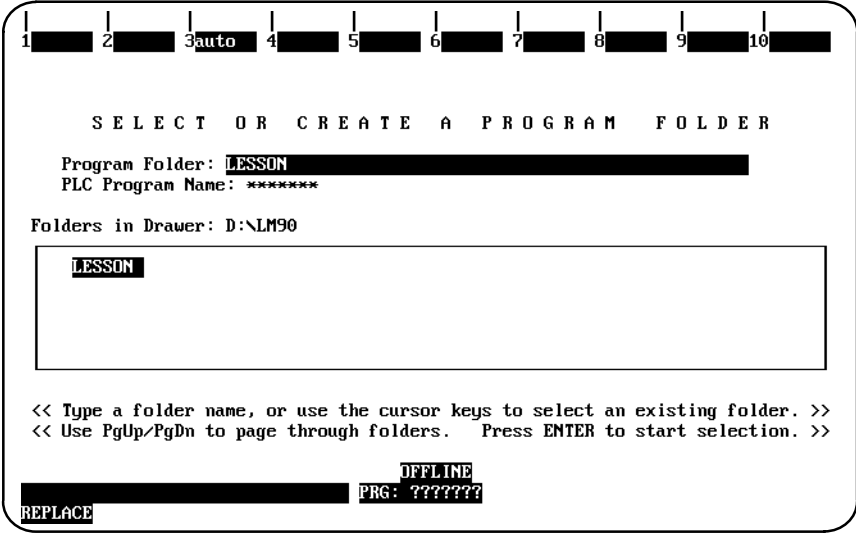 1 2 3auto 4 5 6 7 8 9 10
SELECT OR CREATE A PROGRAM FOLDER
Program Folder: LESSON
PLC Program Name: *******
Folders in Drawer: D:\LM90
LESSON
<< Type a folder name, or use the cursor keys to select an existing folder. >>
<< Use PgUp/PgDn to page through folders. Press ENTER to start selection. >>
OFFLINE
PRG: ???????
REPLACE